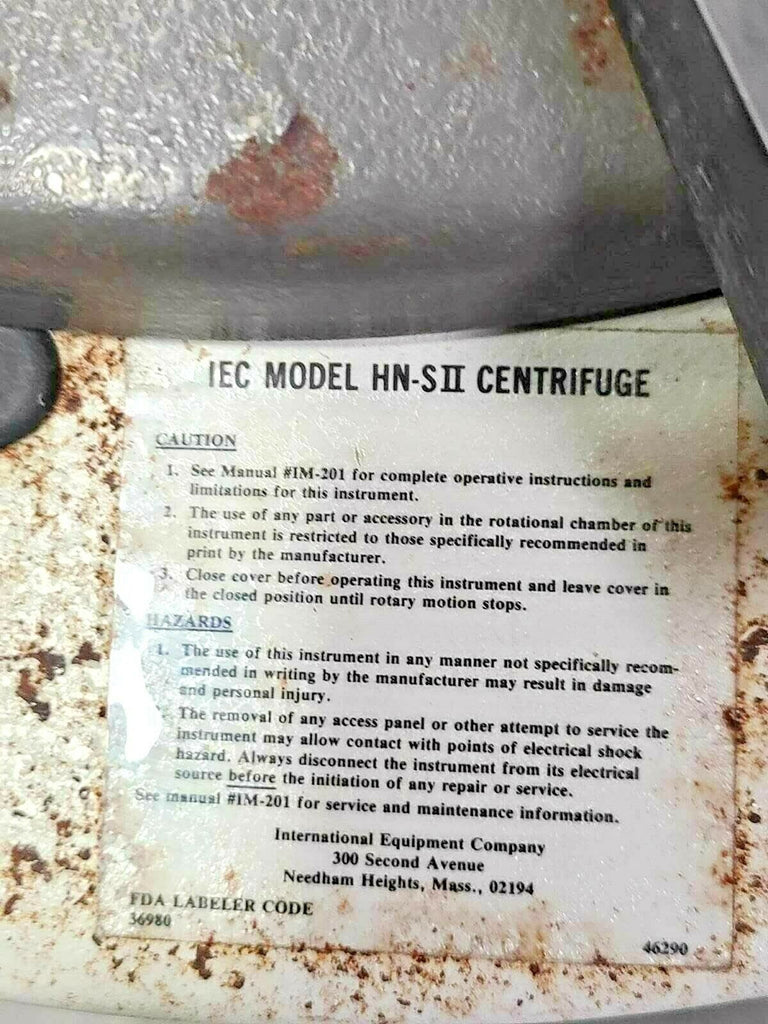 IEC MODEL HN-SII CENTRIFUGE
CAUTION
1. See Manual #IM-201 for complete operative instructions and
limitations for this instrument.
2. The use of any part or accessory in the rotational chamber of this
instrument is restricted to those specifically recommended in
print by the manufacturer.
3. Close cover before operating this instrument and leave cover in
the closed position until rotary motion stops.
HAZARDS
1. The use of this instrument in any manner not specifically recom-
mended in writing by the manufacturer may result in damage
and personal injury.
The removal of any access panel or other attempt to service the
instrument may allow contact with points of electrical shock
hazard. Always disconnect the instrument from its electrical
source before the initiation of any repair or service.
See manual #IM-201 for service and maintenance information.
International Equipment Company
300 Second Avenue
Needham Heights, Mass., 02194
FDA LABELER CODE
36980
46290